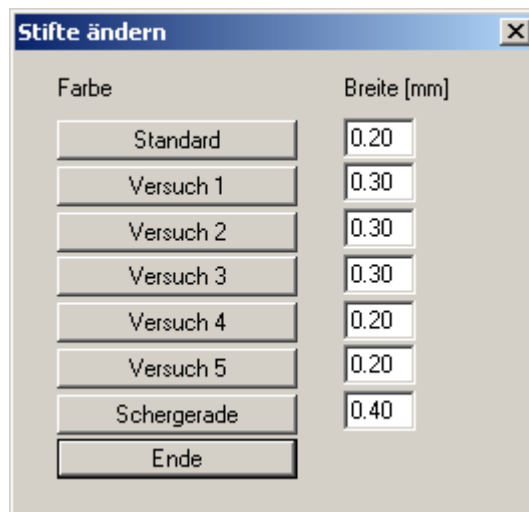 Stifte ändern
Farbe Breite [mm]
Standard 0.20
Versuch 1 0.30
Versuch 2 0.30
Versuch 3 0.30
Versuch 4 0.20
Versuch 5 0.20
Schergerade 0.40
Ende